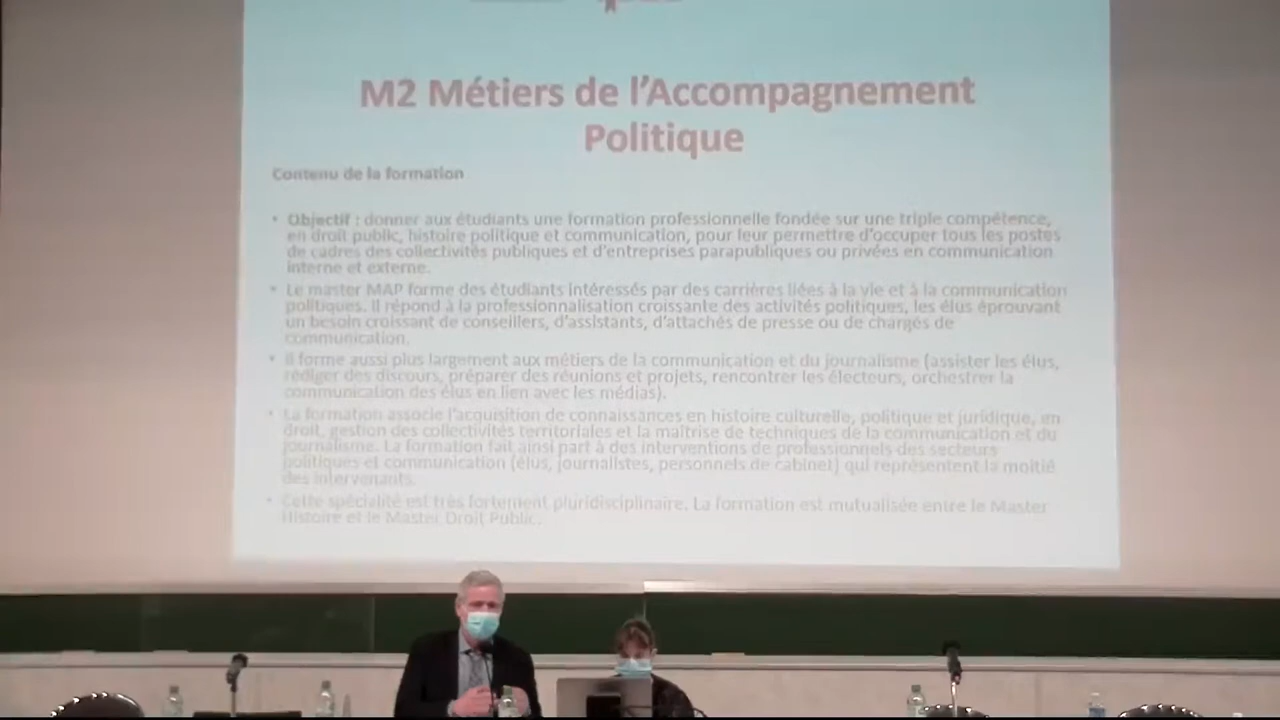 M2 Métiers de l'Accompagnement
Politique
Contenu de la formation
• Objectif : donner aux étudiants une formation professionnelle fondée sur une triple compétence,
en droit public, histoire politique et communication, pour leur permettre d'occuper tous les postes
de cadres des collectivités publiques et d'entreprises parapubliques ou privées en communication
interne et externe.
• Le master MAP forme des étudiants intéressés par des carrières liées à la vie et à la communication
politiques. Il répond à la professionnalisation croissante des activités politiques, les élus éprouvant
un besoin croissant de conseillers, d'assistants, d'attachés de presse ou de chargés de
communication.
• Il forme aussi plus largement aux métiers de la communication et du journalisme (assister les élus,
rédiger des discours, préparer des réunions et projets, rencontrer les électeurs, orchestrer la
communication des élus en lien avec les médias).
• La formation associe l'acquisition de connaissances en histoire culturelle, politique et juridique, en
droit, gestion des collectivités territoriales et la maîtrise de techniques de la communication et du
journalisme. La formation fait ainsi part à des interventions de professionnels des secteurs
politiques et communication (élus, journalistes, personnels de cabinet) qui représentent la moitié
des intervenants.
• Cette spécialité est très fortement pluridisciplinaire. La formation est mutualisée entre le Master
Histoire et le Master Droit Public.